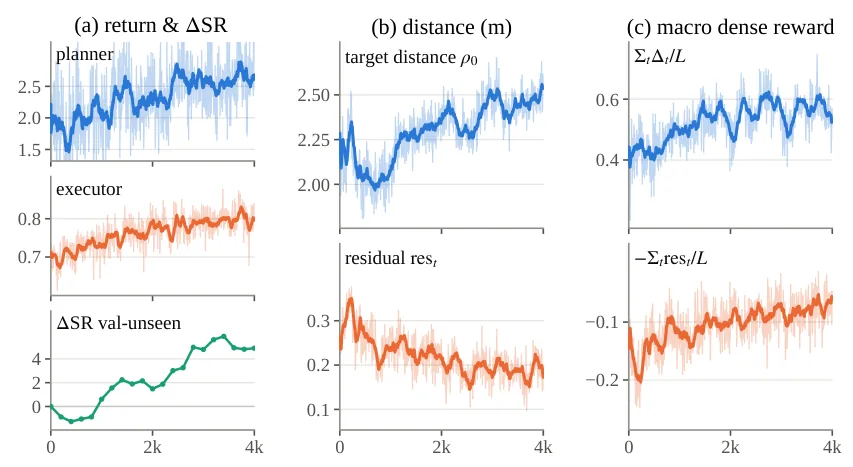 (a) return & ΔSR
planner
2.5
2.0
1.5
executor
0.8
0.7
ΔSR val-unseen
4
2
0
0 2k 4k
(b) distance (m)
target distance ρ₀
2.50
2.25
2.00
residual resₜ
0.3
0.2
0.1
0 2k 4k
(c) macro dense reward
ΣₜΔₜ/L
0.6
0.4
−Σₜresₜ/L
−0.1
−0.2
0 2k 4k